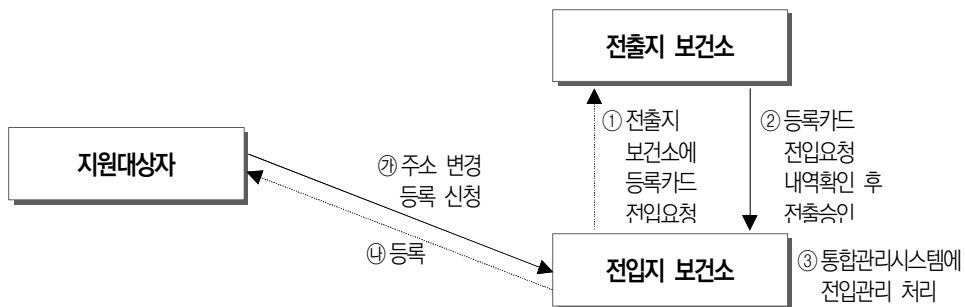 전출지 보건소
① 전출지
보건소에
등록카드
전입요청
② 등록카드
전입요청
내역확인 후
전출승인
지원대상자
㉮ 주소 변경
등록 신청
㉯ 등록
전입지 보건소
③ 통합관리시스템에
전입관리 처리